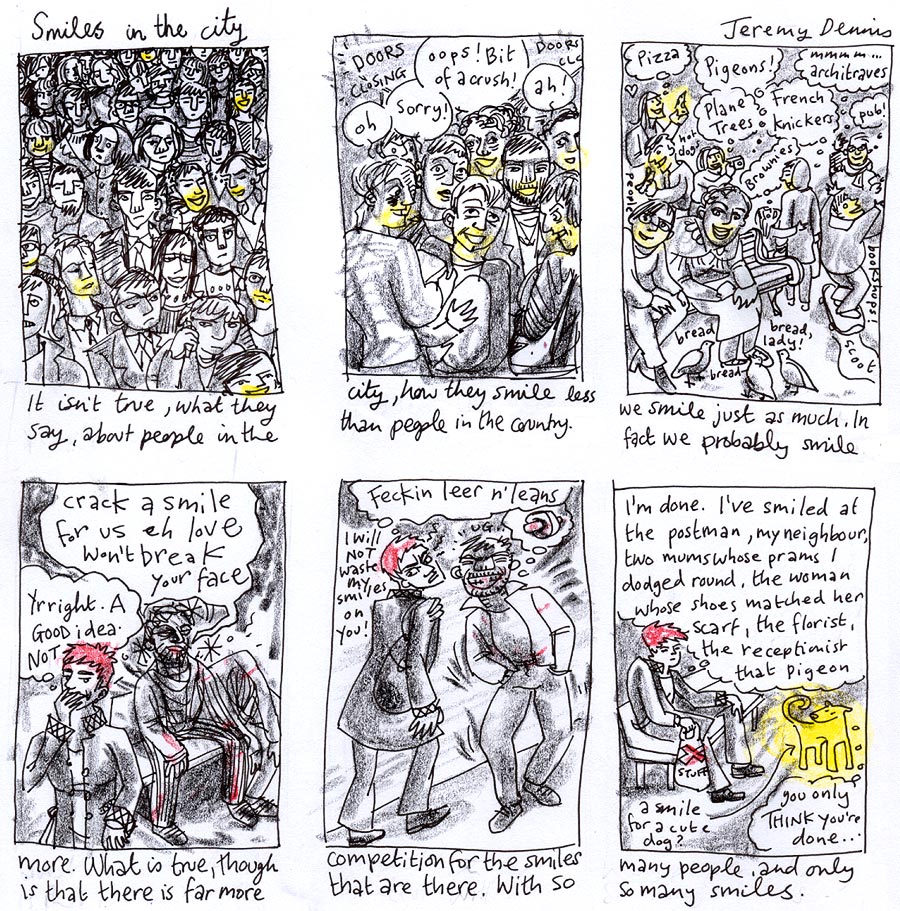 Smiles in the city
Jeremy Dennis
It isn't true, what they
say, about people in the
DOORS
CLOSING
oops! Bit
of a crush!
DOORS
CLO
oh
Sorry!
ah!
city, how they smile less
than people in the country.
Pizza
Pigeons!
mmmm...
architraves
Plane
Trees
French
Knickers
pub!
hot
dog
Brownies!
bookshops!
scoot
bread
bread,
lady!
bread
we smile just as much. In
fact we probably smile
crack a smile
for us eh love
won't break
your face
Yrright. A
GOOD idea.
NOT
more. What is true, though
is that there is far more
Feckin leer n' leans
I Will
NOT
waste
my
smiles
on
you!
UG..
competition for the smiles
that are there. With so
I'm done. I've smiled at
the postman, my neighbour,
two mums whose prams I
dodged round, the woman
whose shoes matched her
scarf, the florist,
the receptionist
that pigeon
STUFF
a smile
for a cute
dog?
you only
THINK you're
done...
many people, and only
so many smiles.